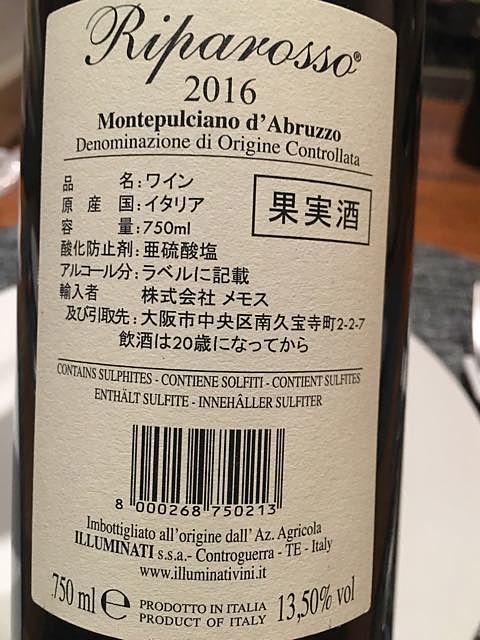 Riparosso®
2016
Montepulciano d'Abruzzo
Denominazione di Origine Controllata
品名:ワイン
原産国:イタリア
容量:750ml
果実酒
酸化防止剤:亜硫酸塩
アルコール分:ラベルに記載
輸入者 株式会社 メモス
及び引取先:大阪市中央区南久宝寺町2-2-7
飲酒は20歳になってから
CONTAINS SULPHITES - CONTIENE SOLFITI - CONTIENT SULFITES
ENTHÄLT SULFITE - INNEHÅLLER SULFITER
8 000268 750213
Imbottigliato all'origine dall' Az. Agricola
ILLUMINATI s.s.a.- Controguerra - TE - Italy
www.illuminativini.it
750 ml e PRODOTTO IN ITALIA 13,50% vol
PRODUCT OF ITALY